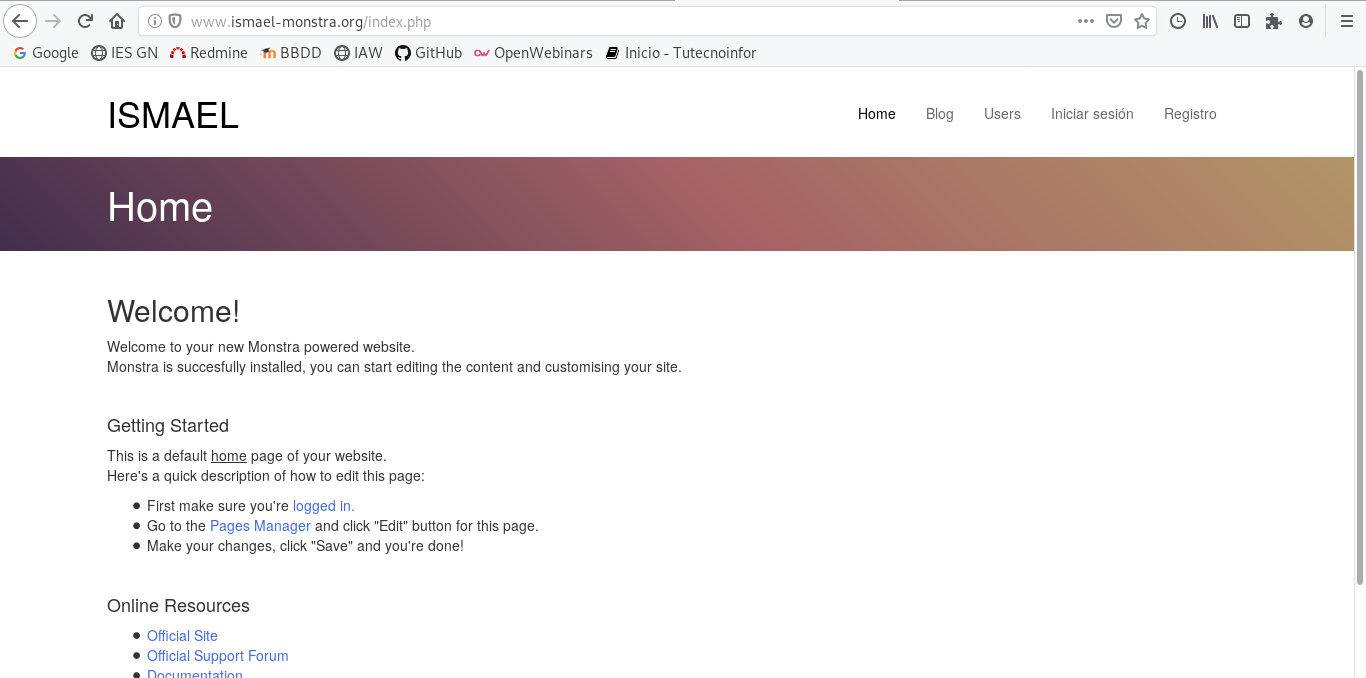 www.ismael-monstra.org/index.php
Google IES GN Redmine BBDD IAW GitHub OpenWebinars Inicio - Tutecnoinfor
ISMAEL
Home Blog Users Iniciar sesión Registro
Home
Welcome!
Welcome to your new Monstra powered website.
Monstra is succesfully installed, you can start editing the content and customising your site.
Getting Started
This is a default home page of your website.
Here's a quick description of how to edit this page:
First make sure you're logged in.
Go to the Pages Manager and click "Edit" button for this page.
Make your changes, click "Save" and you're done!
Online Resources
Official Site
Official Support Forum
Documentation